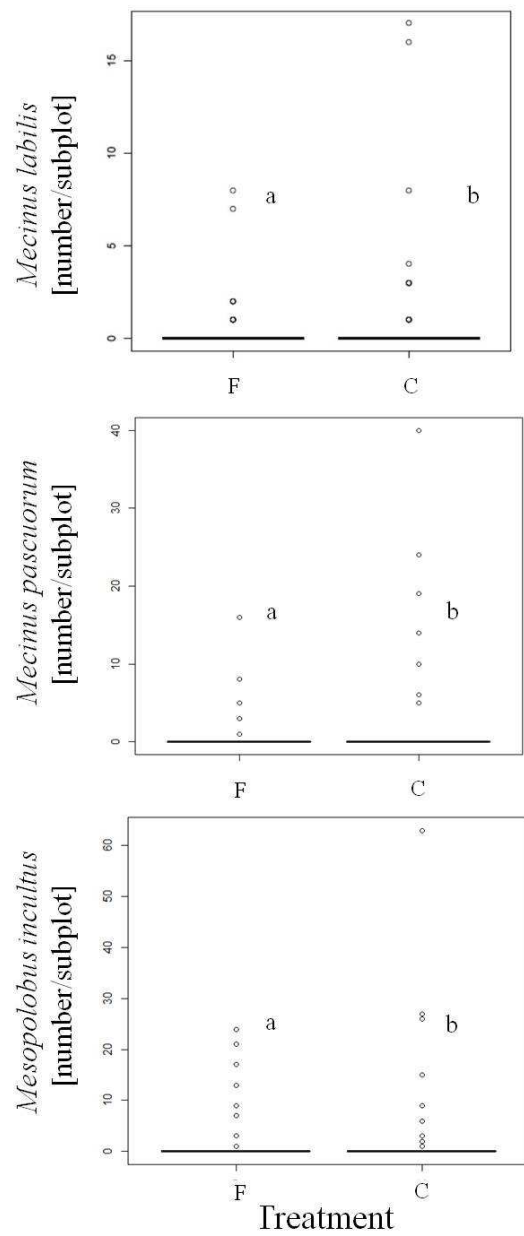 Mecinus labilis
[number/subplot]
15
10
5
0
a
b
F
C
Mecinus pascuorum
[number/subplot]
40
30
20
10
0
a
b
F
C
Mesopolobus incultus
[number/subplot]
60
50
40
30
20
10
0
a
b
F
C
Treatment